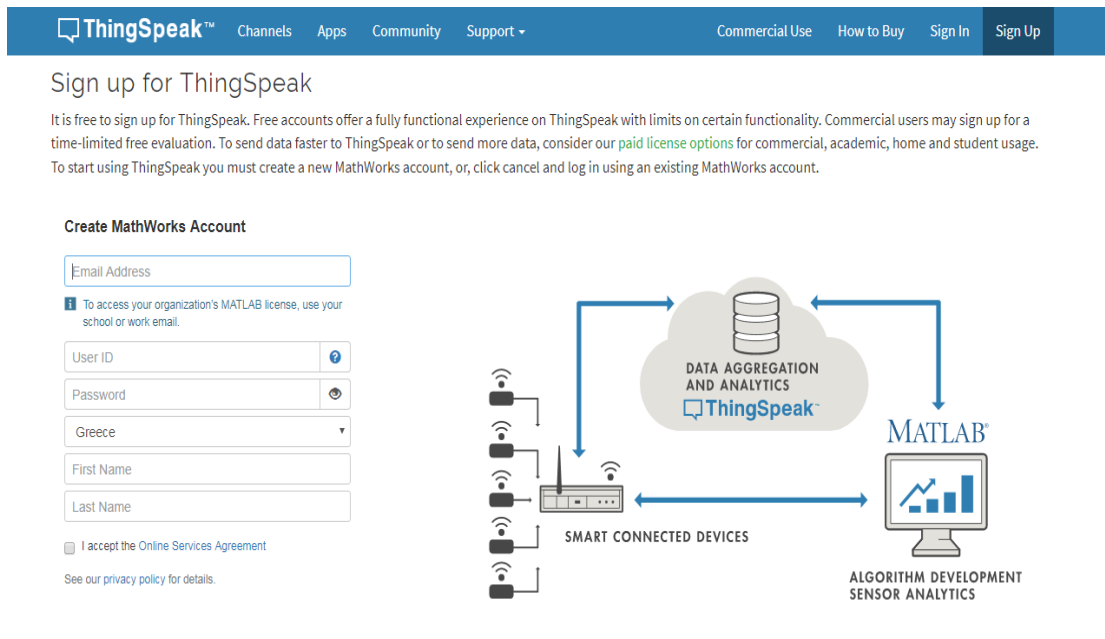 ThingSpeak™ Channels Apps Community Support Commercial Use How to Buy Sign In Sign Up
Sign up for ThingSpeak
It is free to sign up for ThingSpeak. Free accounts offer a fully functional experience on ThingSpeak with limits on certain functionality. Commercial users may sign up for a
time-limited free evaluation. To send data faster to ThingSpeak or to send more data, consider our paid license options for commercial, academic, home and student usage.
To start using ThingSpeak you must create a new MathWorks account, or, click cancel and log in using an existing MathWorks account.
Create MathWorks Account
Email Address
i To access your organization's MATLAB license, use your
school or work email.
User ID ?
Password
Greece
First Name
Last Name
I accept the Online Services Agreement
See our privacy policy for details.
DATA AGGREGATION
AND ANALYTICS
ThingSpeak™
MATLAB®
SMART CONNECTED DEVICES
ALGORITHM DEVELOPMENT
SENSOR ANALYTICS